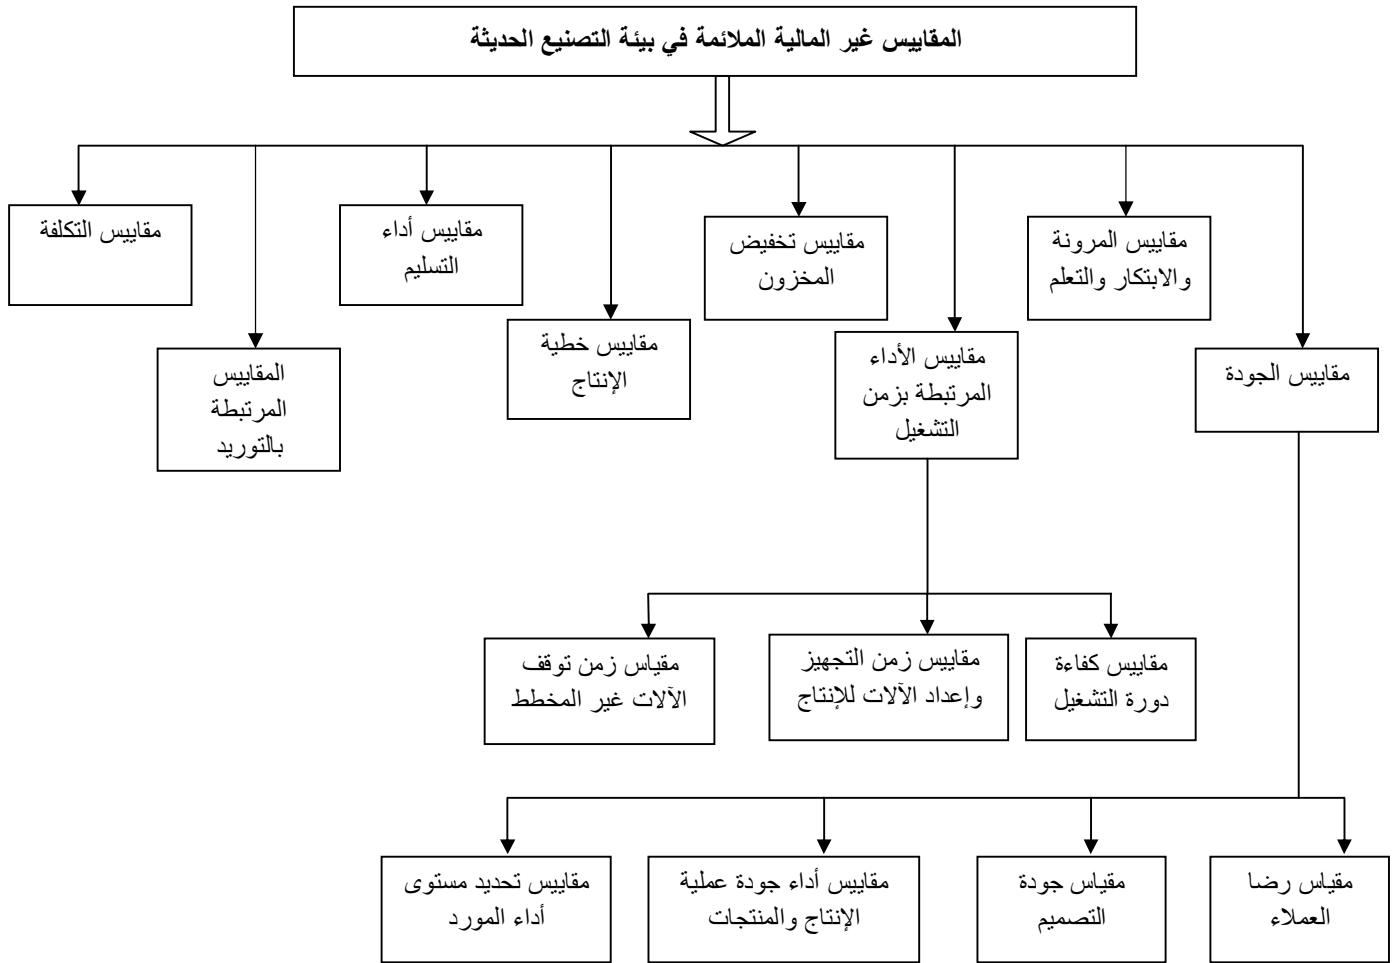 المقاييس غير المالية الملائمة في بيئة التصنيع الحديثة
مقاييس الجودة
مقاييس المرونة
والابتكار والتعلم
مقاييس الأداء
المرتبطة بزمن
التشغيل
مقاييس تخفيض
المخزون
مقاييس خطية
الإنتاج
مقاييس أداء
التسليم
المقاييس
المرتبطة
بالتوريد
مقاييس التكلفة
مقاييس كفاءة
دورة التشغيل
مقاييس زمن التجهيز
وإعداد الآلات للإنتاج
مقياس زمن توقف
الآلات غير المخطط
مقياس رضا
العملاء
مقياس جودة
التصميم
مقاييس أداء جودة عملية
الإنتاج والمنتجات
مقاييس تحديد مستوى
أداء المورد